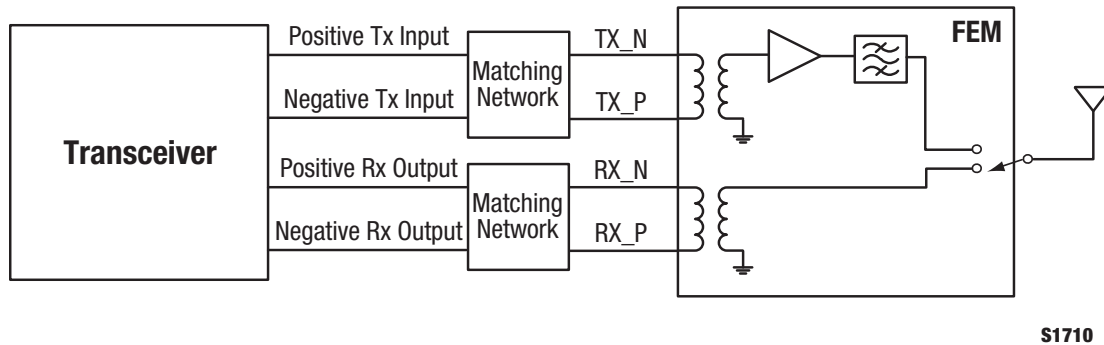 Transceiver
Positive Tx Input
Negative Tx Input
Positive Rx Output
Negative Rx Output
Matching
Network
Matching
Network
TX_N
TX_P
RX_N
RX_P
FEM
S1710